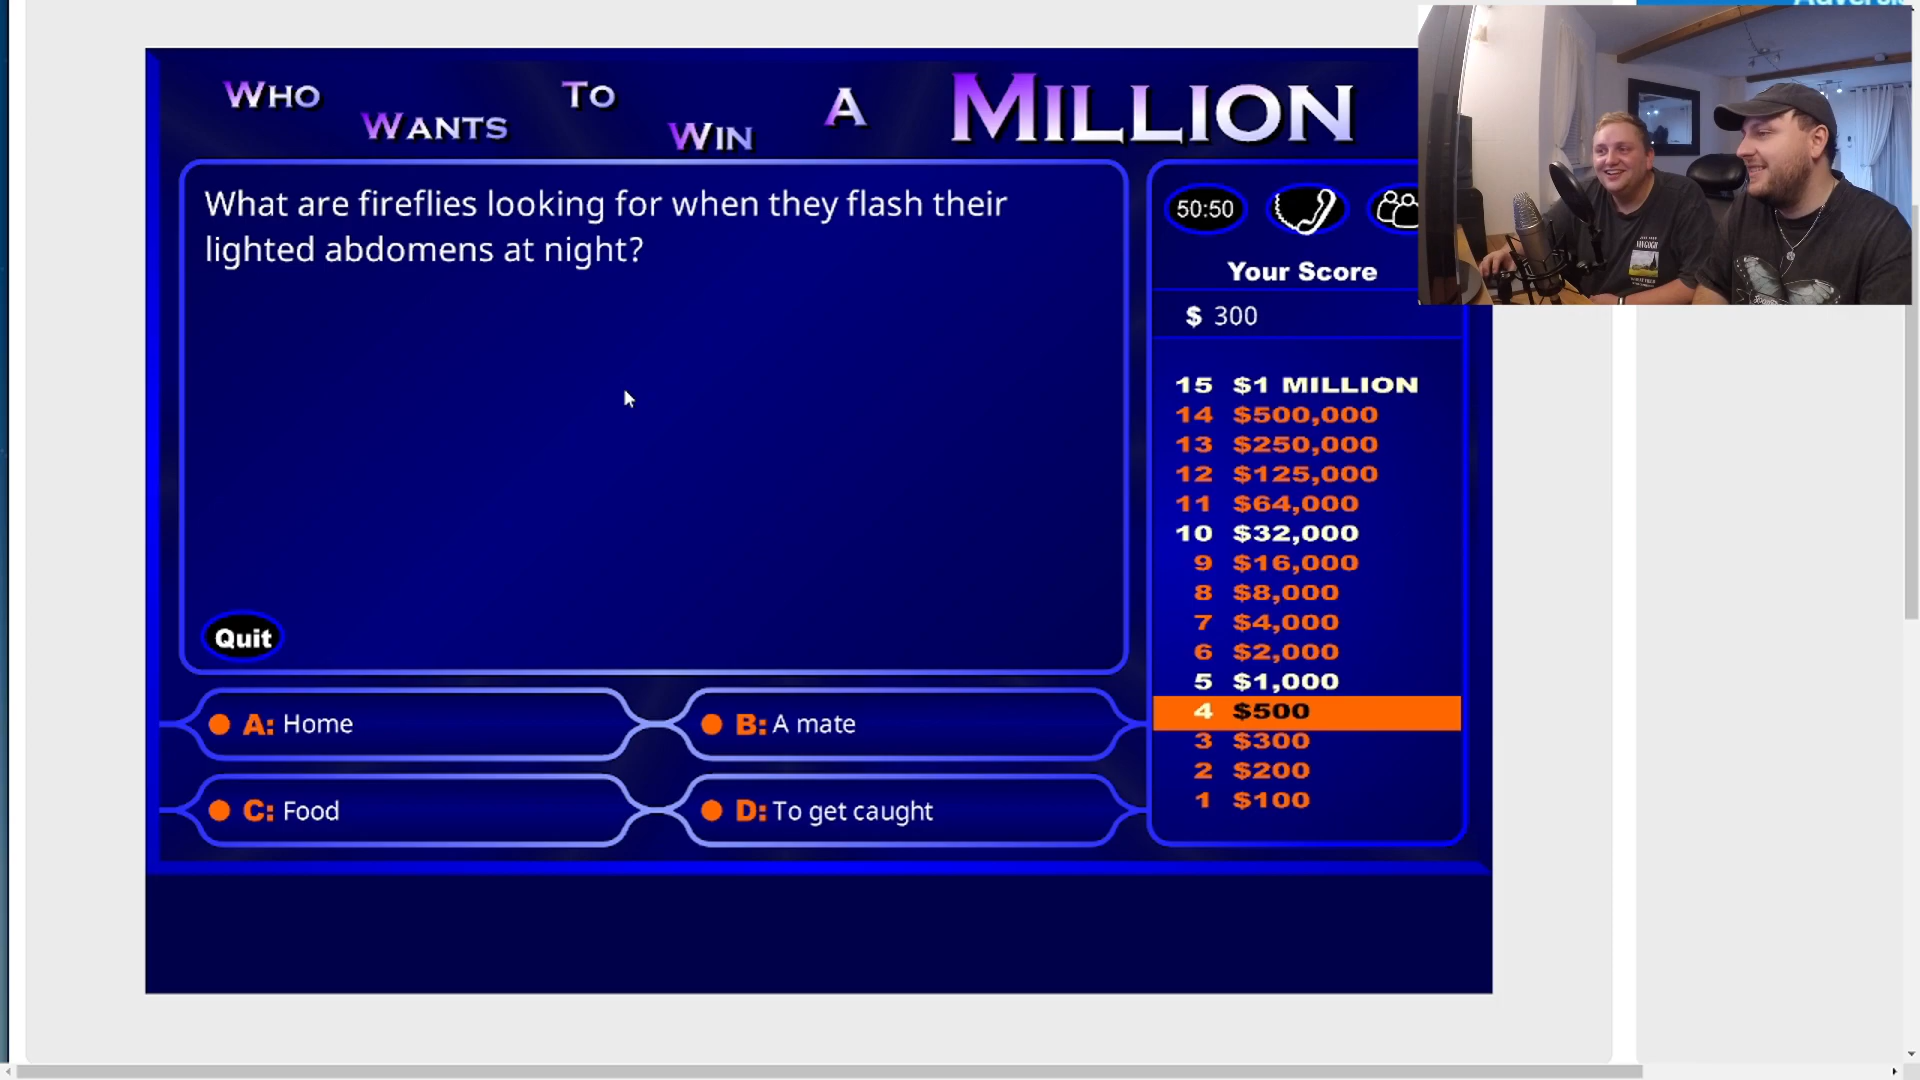 WHO WANTS TO WIN A MILLION
What are fireflies looking for when they flash their
lighted abdomens at night?
Quit
A: Home
B: A mate
C: Food
D: To get caught
50:50
Your Score
$ 300
15 $1 MILLION
14 $500,000
13 $250,000
12 $125,000
11 $64,000
10 $32,000
9 $16,000
8 $8,000
7 $4,000
6 $2,000
5 $1,000
4 $500
3 $300
2 $200
1 $100